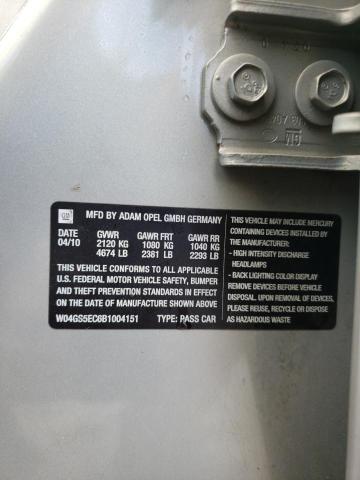 GM
MFD BY ADAM OPEL GMBH GERMANY
DATE GVWR GAWR FRT GAWR RR
04/10 2120 KG 1080 KG 1040 KG
4674 LB 2381 LB 2293 LB
THIS VEHICLE CONFORMS TO ALL APPLICABLE
U.S. FEDERAL MOTOR VEHICLE SAFETY, BUMPER
AND THEFT PREVENTION STANDARDS IN EFFECT
ON THE DATE OF MANUFACTURE SHOWN ABOVE
W04GS5EC6B1004151 TYPE: PASS CAR
THIS VEHICLE MAY INCLUDE MERCURY
CONTAINING DEVICES INSTALLED BY
THE MANUFACTURER:
- HIGH INTENSITY DISCHARGE
HEADLAMPS
- BACK LIGHTING COLOR DISPLAY
REMOVE DEVICES BEFORE VEHICLE
DISPOSAL. UPON REMOVAL OF DEVICES
PLEASE REUSE, RECYCLE OR DISPOSE
AS HAZARDOUS WASTE
GM